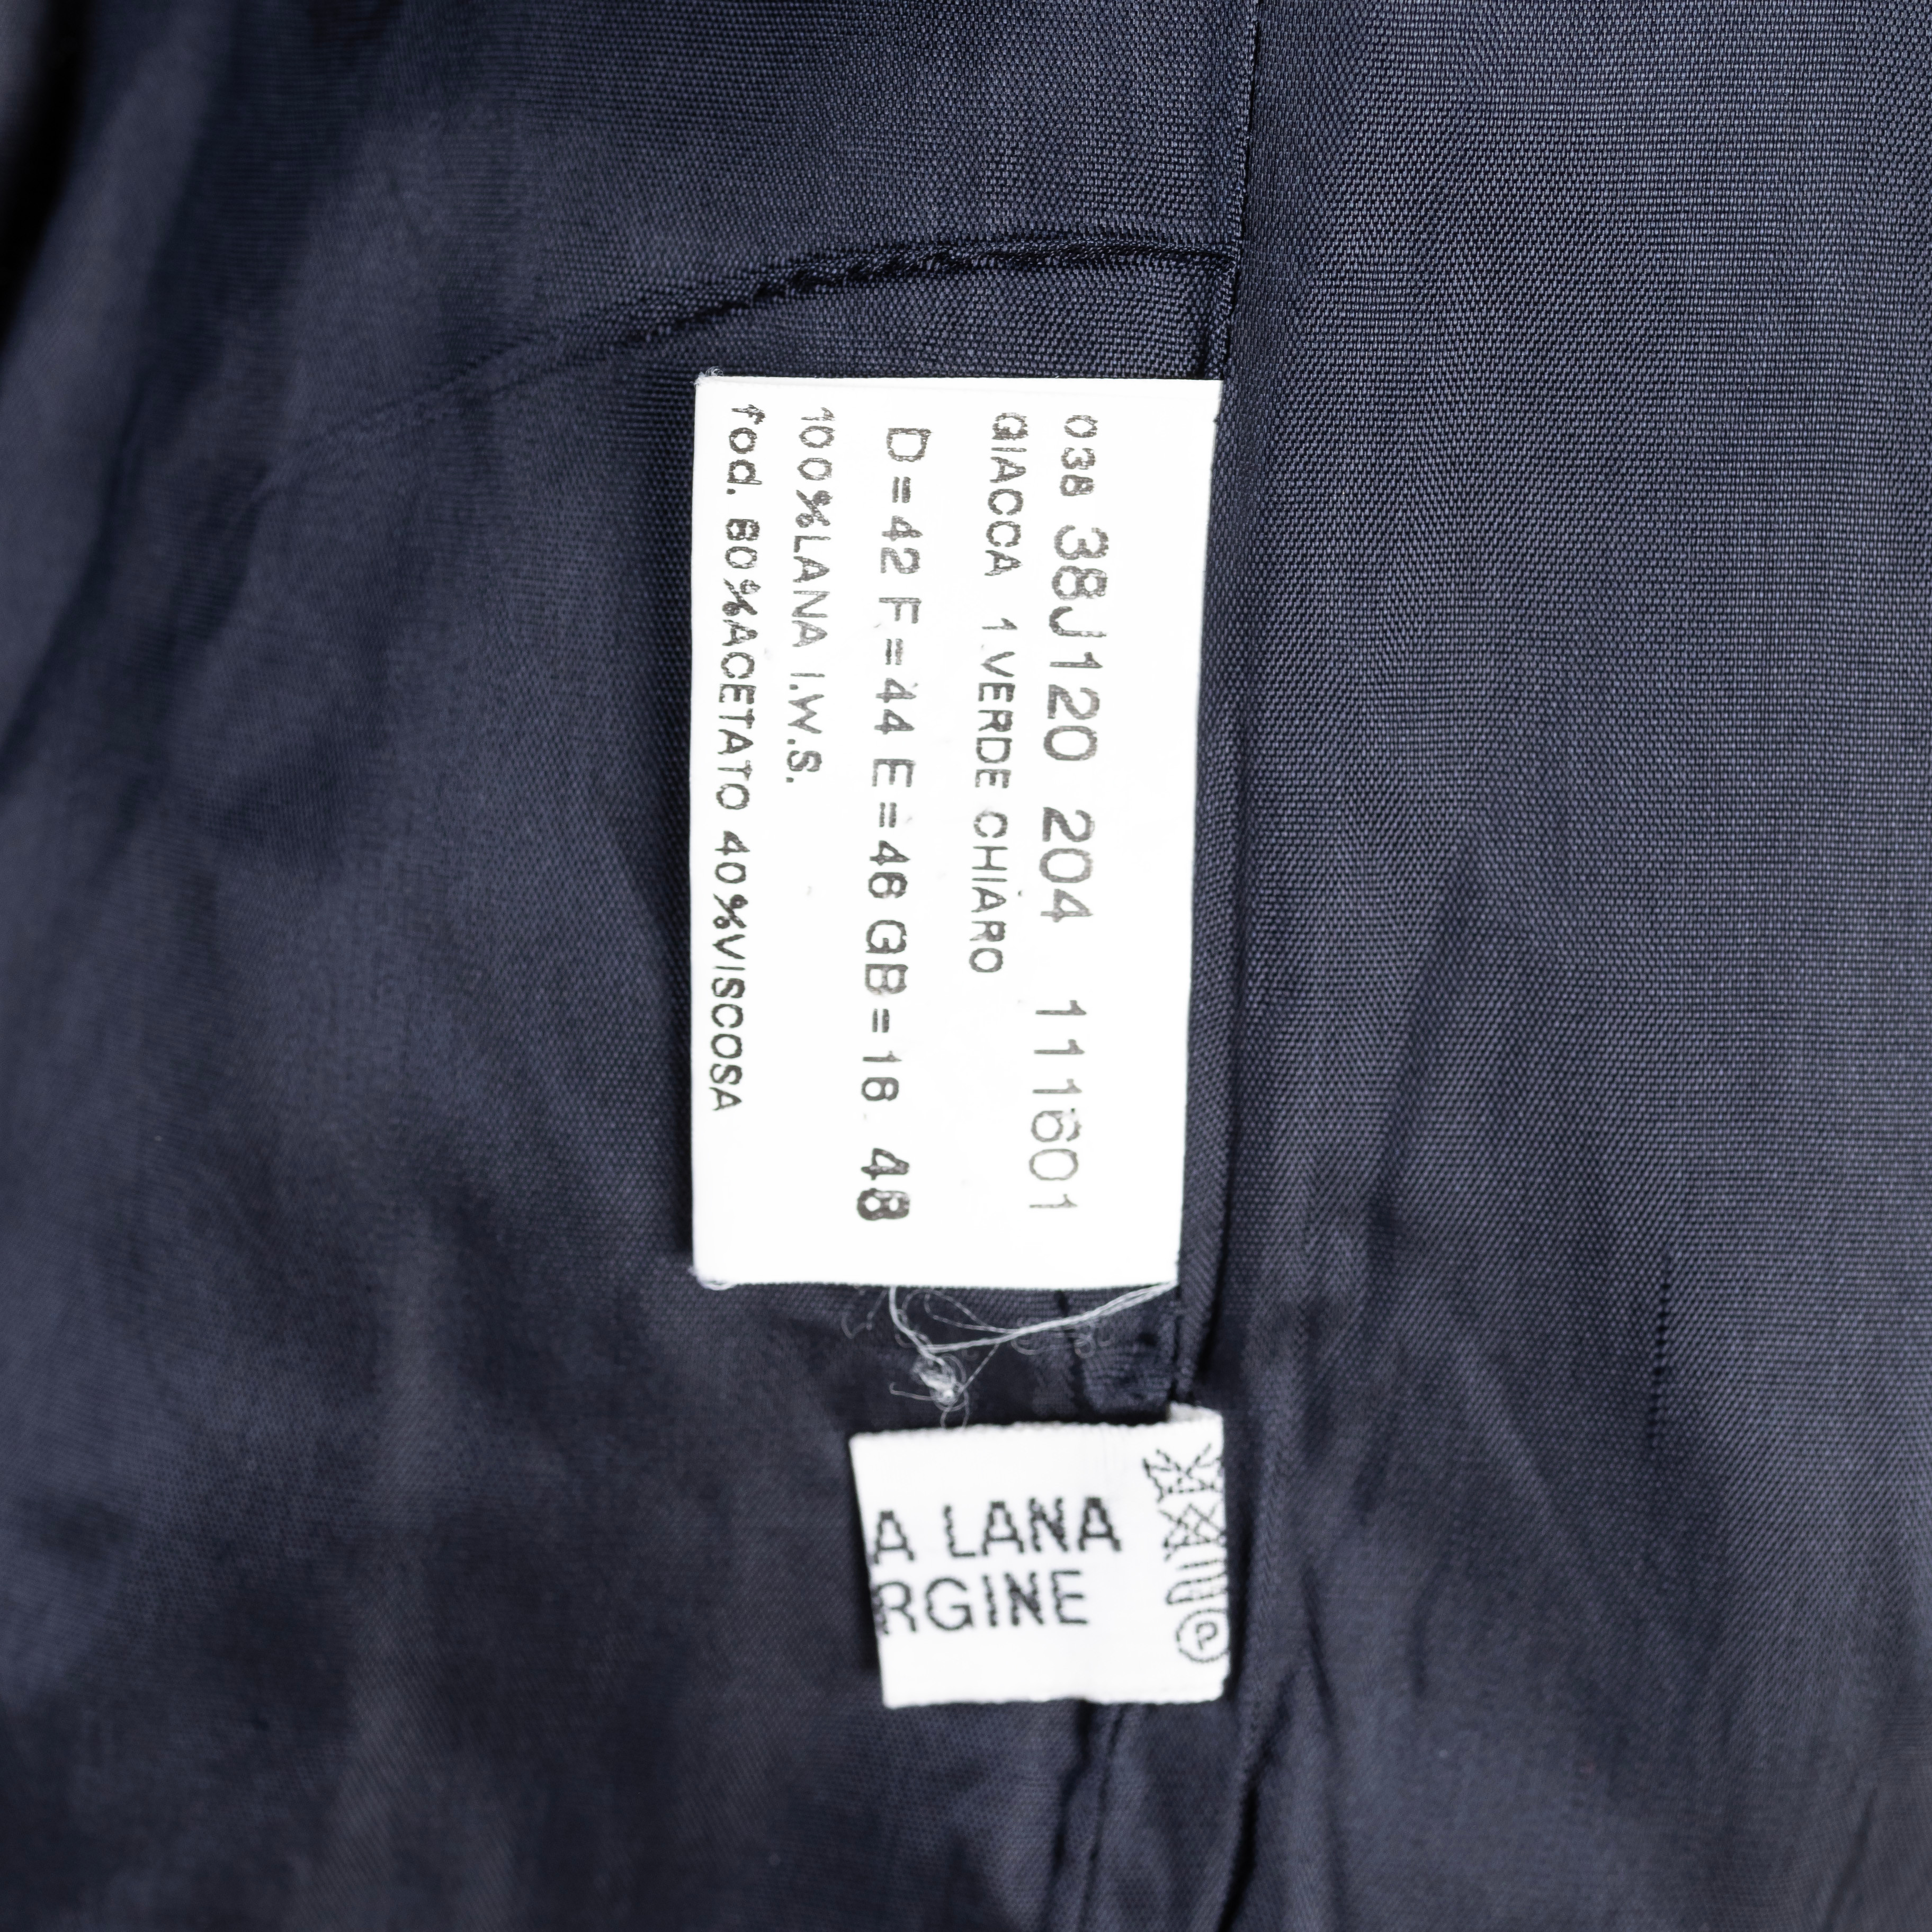 038 38J120 204 111601
GIACCA 1 VERDE CHIARO
D=42 F=44 E=46 GB=16 48
100%LANA I.W.S.
fod. 60%ACETATO 40%VISCOSA
A LANA
RGINE